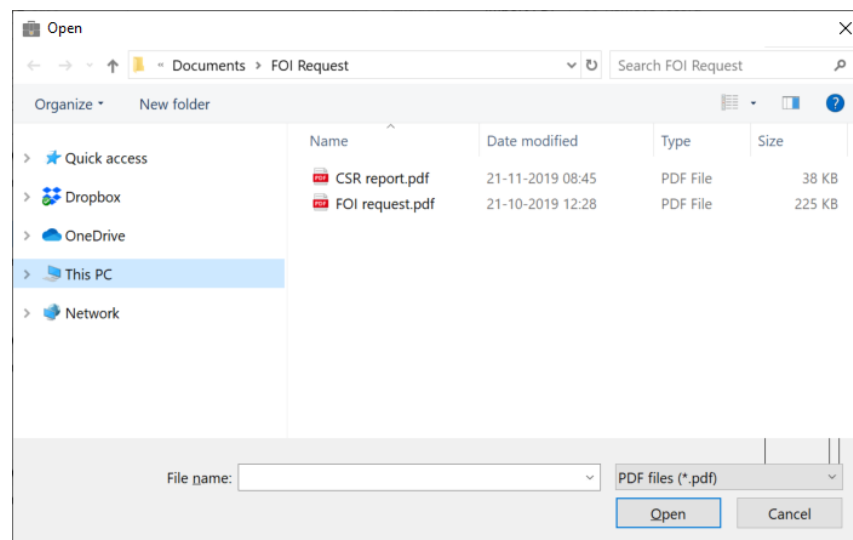 Open
« Documents > FOI Request
Search FOI Request
Organize New folder
?
Name Date modified Type Size
Quick access
Dropbox
OneDrive
This PC
Network
CSR report.pdf 21-11-2019 08:45 PDF File 38 KB
FOI request.pdf 21-10-2019 12:28 PDF File 225 KB
File name:
PDF files (*.pdf)
Open Cancel